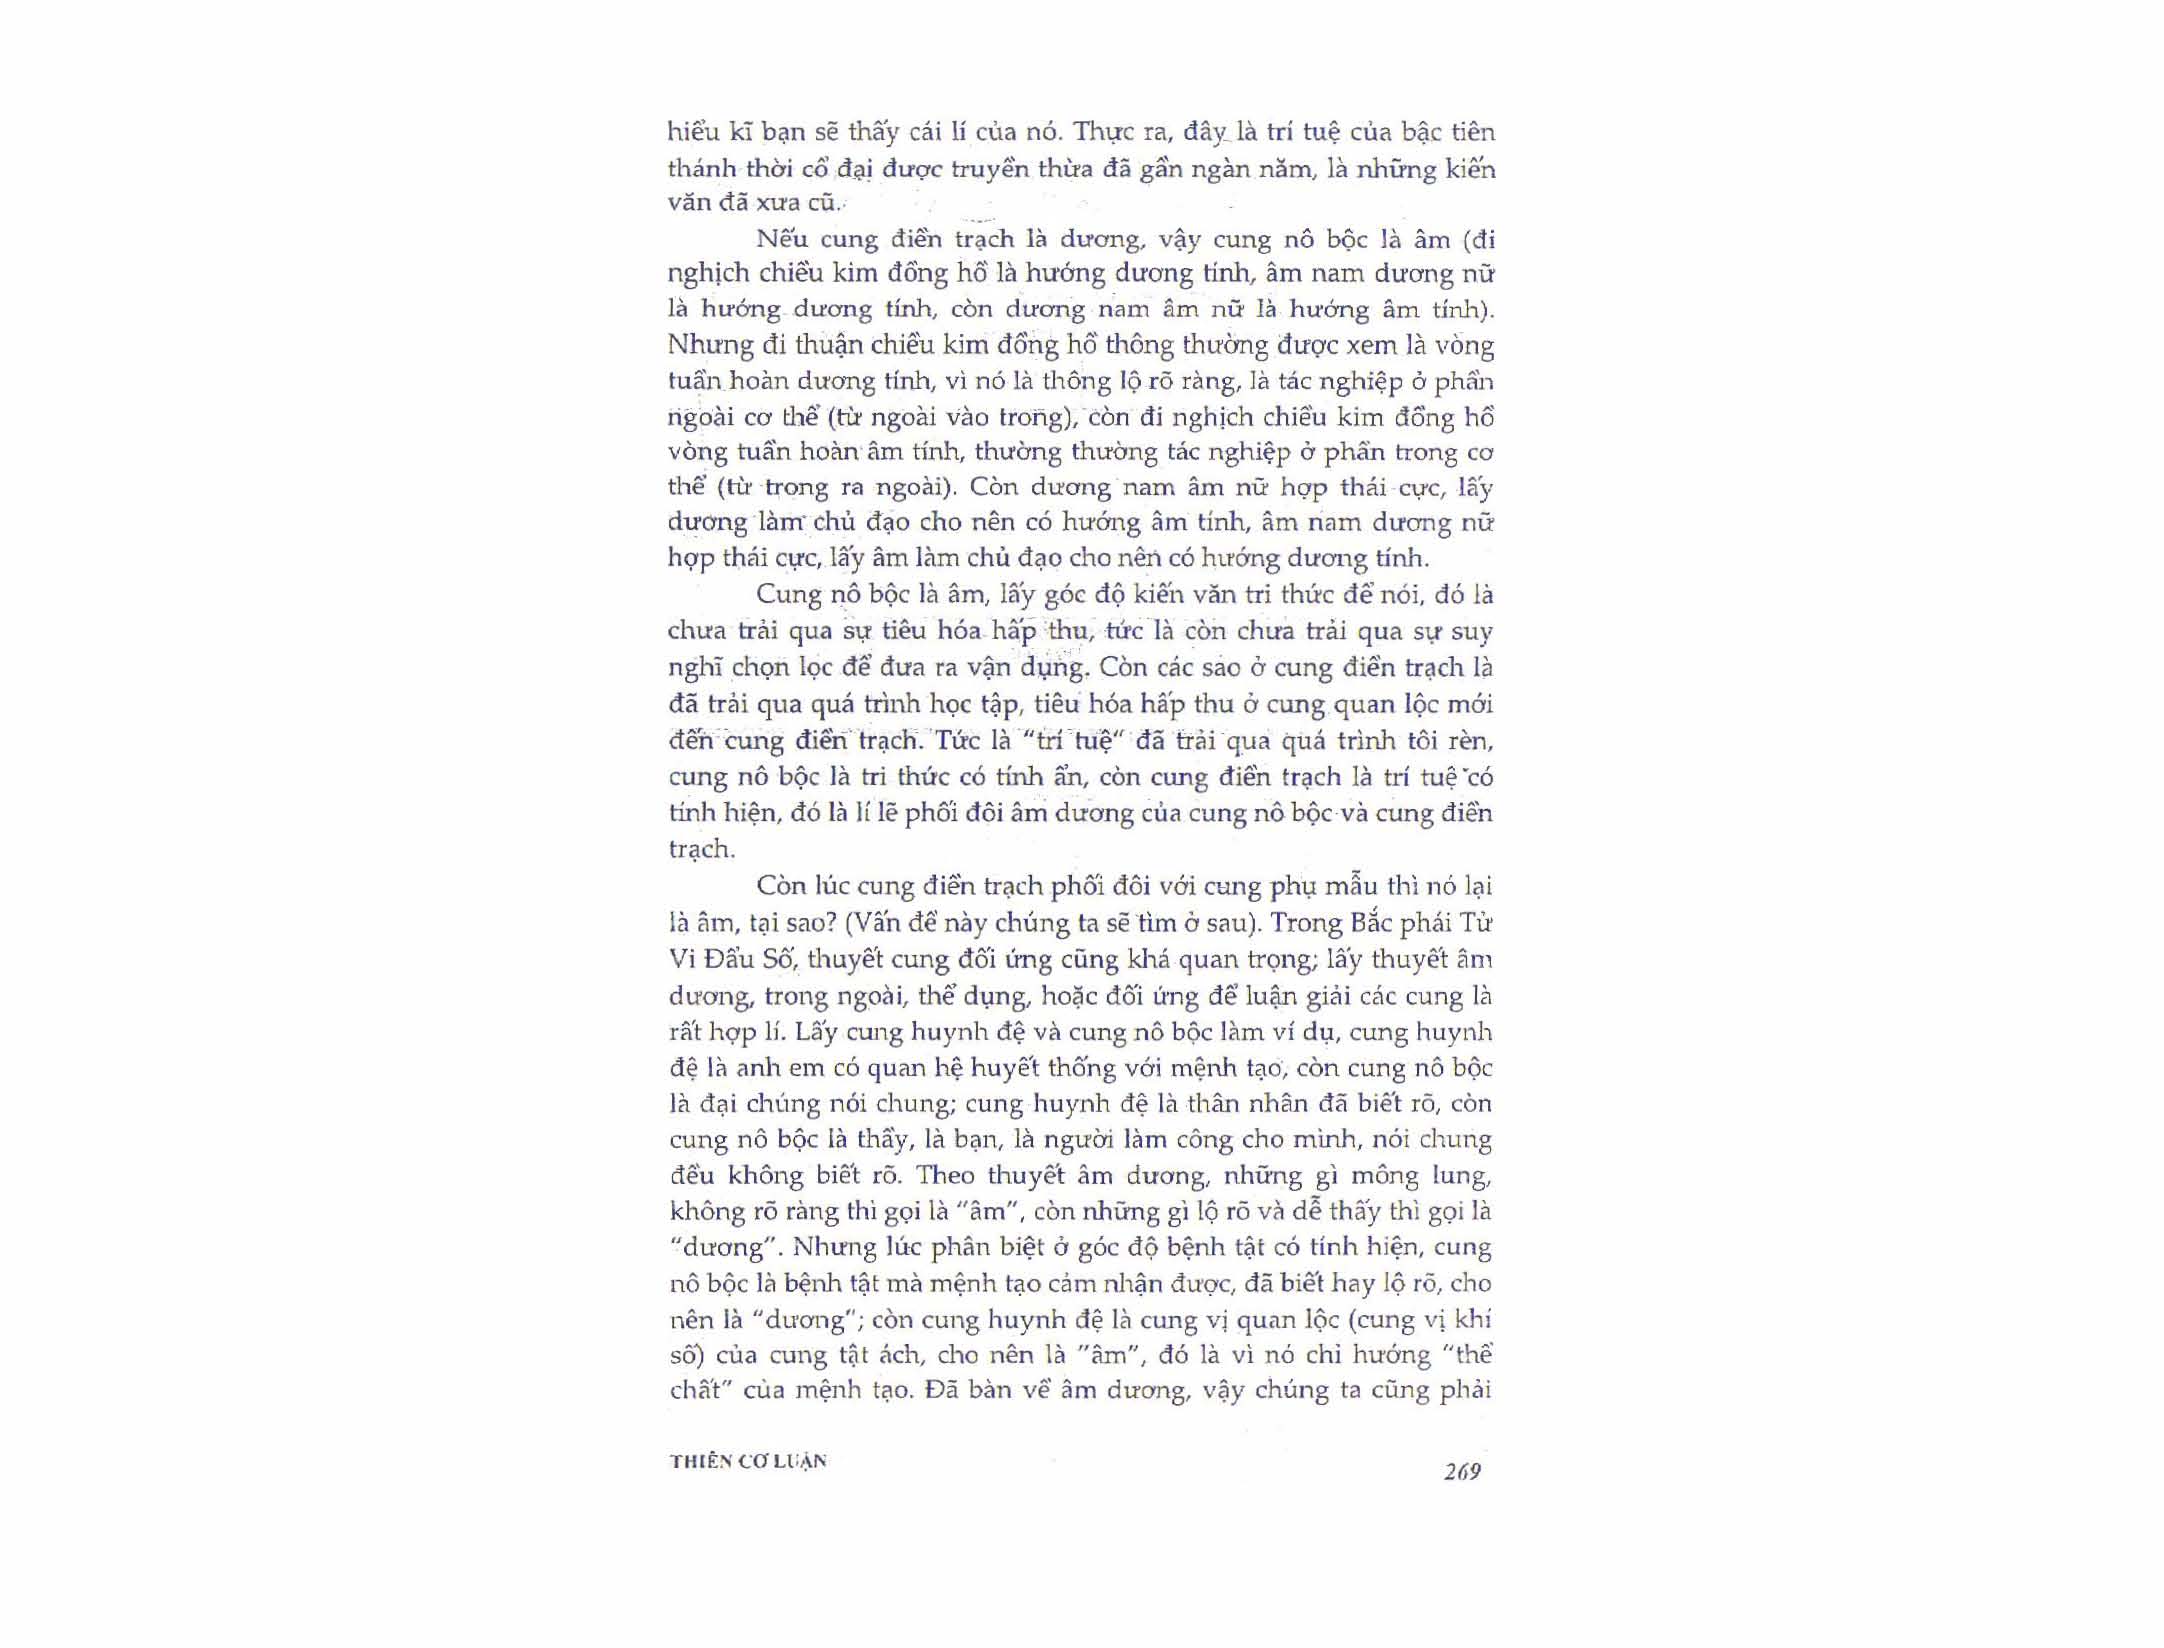 hiểu kĩ bạn sẽ thấy cái lí của nó. Thực ra, đây là trí tuệ của bậc tiên
thánh thời cổ đại được truyền thừa đã gần ngàn năm, là những kiến
văn đã xưa cũ.
Nếu cung điền trạch là dương, vậy cung nô bộc là âm (đi
nghịch chiều kim đồng hồ là hướng dương tính, âm nam dương nữ
là hướng dương tính, còn dương nam âm nữ là hướng âm tính).
Nhưng đi thuận chiều kim đồng hồ thông thường được xem là vòng
tuần hoàn dương tính, vì nó là thông lộ rõ ràng, là tác nghiệp ở phần
ngoài cơ thể (từ ngoài vào trong), còn đi nghịch chiều kim đồng hồ
vòng tuần hoàn âm tính, thường thường tác nghiệp ở phần trong cơ
thể (từ trong ra ngoài). Còn dương nam âm nữ hợp thái cực, lấy
dương làm chủ đạo cho nên có hướng âm tính, âm nam dương nữ
hợp thái cực, lấy âm làm chủ đạo cho nên có hướng dương tính.
Cung nô bộc là âm, lấy góc độ kiến văn tri thức để nói, đó là
chưa trải qua sự tiêu hóa hấp thu, tức là còn chưa trải qua sự suy
nghĩ chọn lọc để đưa ra vận dụng. Còn các sao ở cung điền trạch là
đã trải qua quá trình học tập, tiêu hóa hấp thu ở cung quan lộc mới
đến cung điền trạch. Tức là "trí tuệ" đã trải qua quá trình tôi rèn,
cung nô bộc là tri thức có tính ẩn, còn cung điền trạch là trí tuệ có
tính hiện, đó là lí lẽ phối đôi âm dương của cung nô bộc và cung điền
trạch.
Còn lúc cung điền trạch phối đôi với cung phụ mẫu thì nó lại
là âm, tại sao? (Vấn đề này chúng ta sẽ tìm ở sau). Trong Bắc phái Tử
Vi Đẩu Số, thuyết cung đối ứng cũng khá quan trọng; lấy thuyết âm
dương, trong ngoài, thể dụng, hoặc đối ứng để luận giải các cung là
rất hợp lí. Lấy cung huynh đệ và cung nô bộc làm ví dụ, cung huynh
đệ là anh em có quan hệ huyết thống với mệnh tạo, còn cung nô bộc
là đại chúng nói chung; cung huynh đệ là thân nhân đã biết rõ, còn
cung nô bộc là thầy, là bạn, là người làm công cho mình, nói chung
đều không biết rõ. Theo thuyết âm dương, những gì mông lung,
không rõ ràng thì gọi là "âm", còn những gì lộ rõ và dễ thấy thì gọi là
"dương". Nhưng lúc phân biệt ở góc độ bệnh tật có tính hiện, cung
nô bộc là bệnh tật mà mệnh tạo cảm nhận được, đã biết hay lộ rõ, cho
nên là "dương"; còn cung huynh đệ là cung vị quan lộc (cung vị khí
số) của cung tật ách, cho nên là "âm", đó là vì nó chỉ hướng "thể
chất" của mệnh tạo. Đã bàn về âm dương, vậy chúng ta cũng phải
THIÊN CƠ LUẬN
269